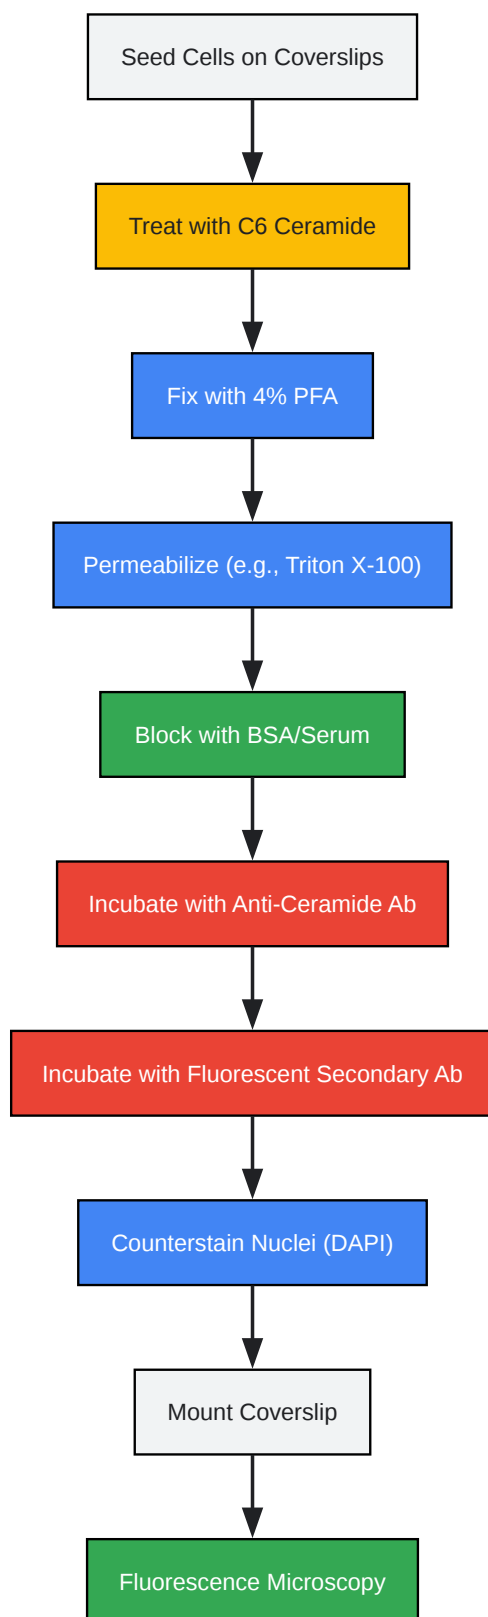 Seed Cells on Coverslips
Treat with C6 Ceramide
Fix with 4% PFA
Permeabilize (e.g., Triton X-100)
Block with BSA/Serum
Incubate with Anti-Ceramide Ab
Incubate with Fluorescent Secondary Ab
Counterstain Nuclei (DAPI)
Mount Coverslip
Fluorescence Microscopy